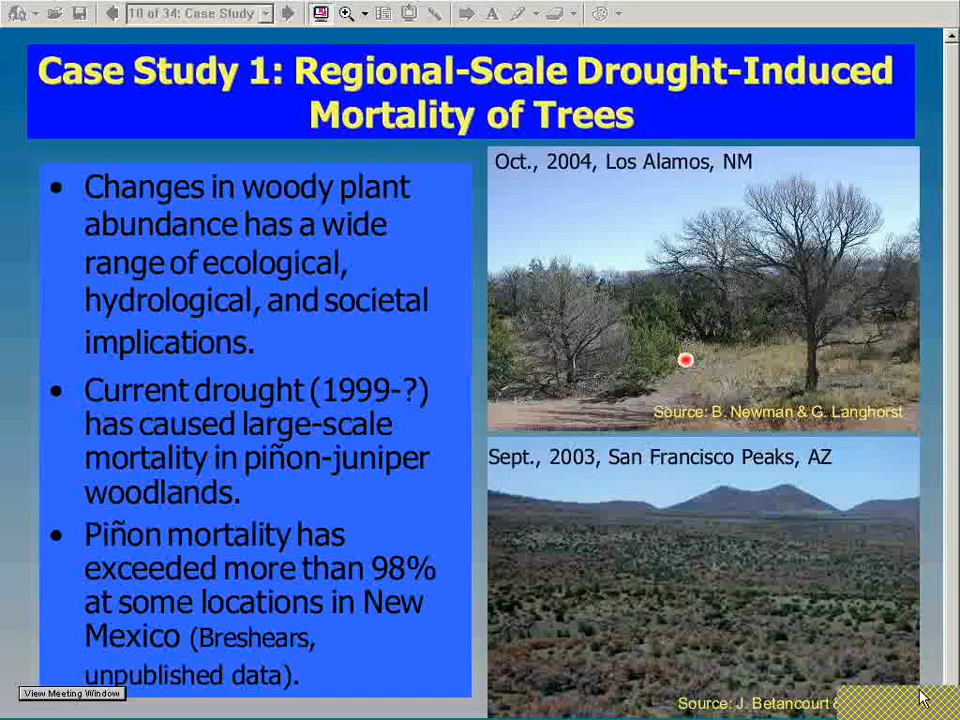 10 of 34: Case Study
Case Study 1: Regional-Scale Drought-Induced
Mortality of Trees
• Changes in woody plant
abundance has a wide
range of ecological,
hydrological, and societal
implications.
• Current drought (1999-?)
has caused large-scale
mortality in piñon-juniper
woodlands.
• Piñon mortality has
exceeded more than 98%
at some locations in New
Mexico (Breshears,
unpublished data).
Oct., 2004, Los Alamos, NM
Source: B. Newman & G. Langhorst
Sept., 2003, San Francisco Peaks, AZ
Source: J. Betancourt &
View Meeting Window